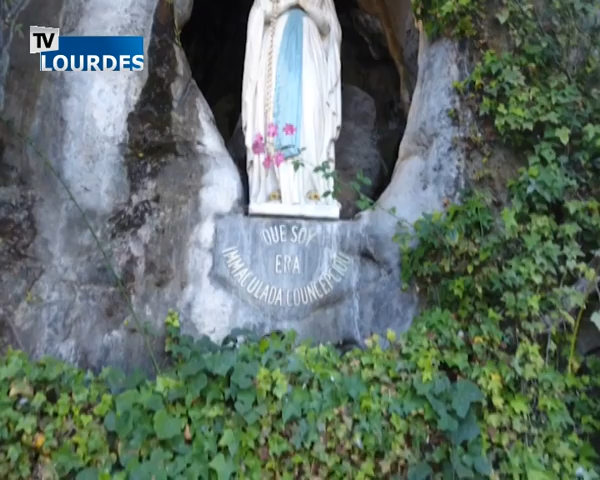 TV
LOURDES
QUE SOY
ERA
IMMACULADA COUNCEPCIOU